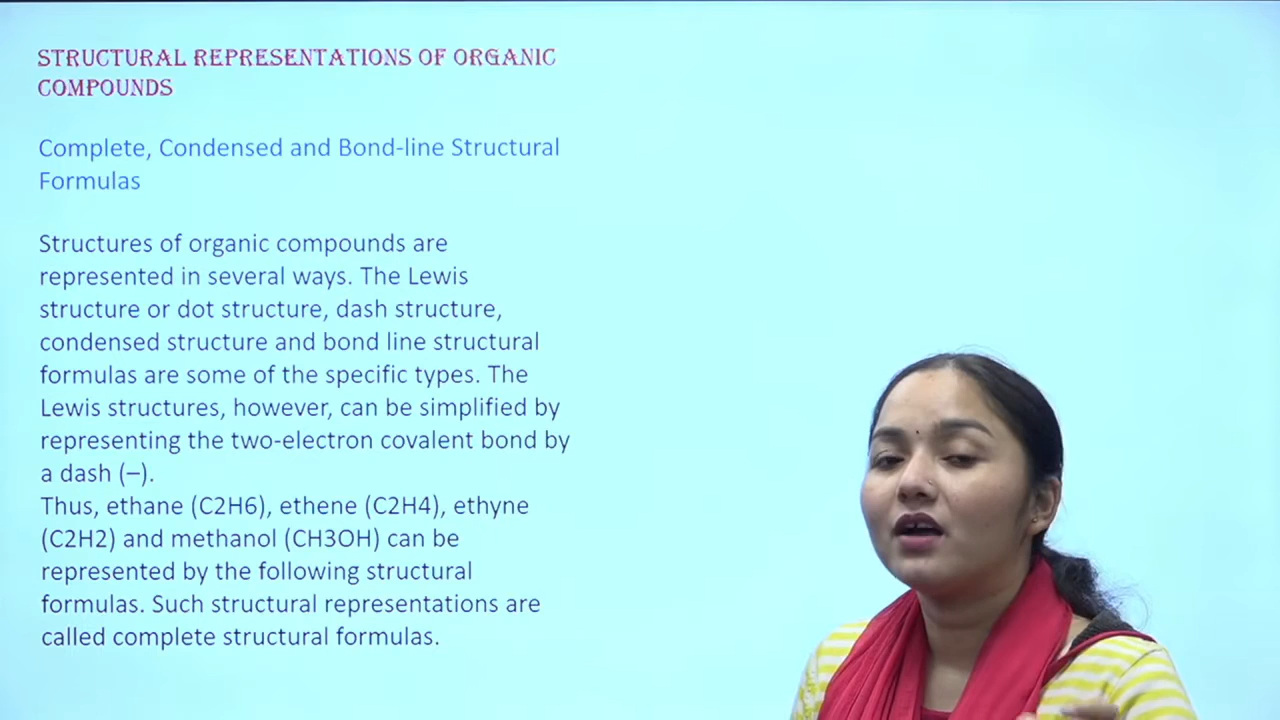 STRUCTURAL REPRESENTATIONS OF ORGANIC
COMPOUNDS
Complete, Condensed and Bond-line Structural
Formulas
Structures of organic compounds are
represented in several ways. The Lewis
structure or dot structure, dash structure,
condensed structure and bond line structural
formulas are some of the specific types. The
Lewis structures, however, can be simplified by
representing the two-electron covalent bond by
a dash (–).
Thus, ethane (C2H6), ethene (C2H4), ethyne
(C2H2) and methanol (CH3OH) can be
represented by the following structural
formulas. Such structural representations are
called complete structural formulas.